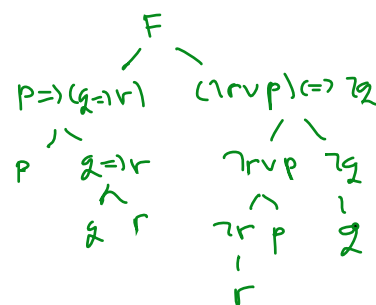 F
p=>(q=>r) (¬r∨p)<=>¬q
p q=>r ¬r∨p ¬q
q r ¬r p q
r